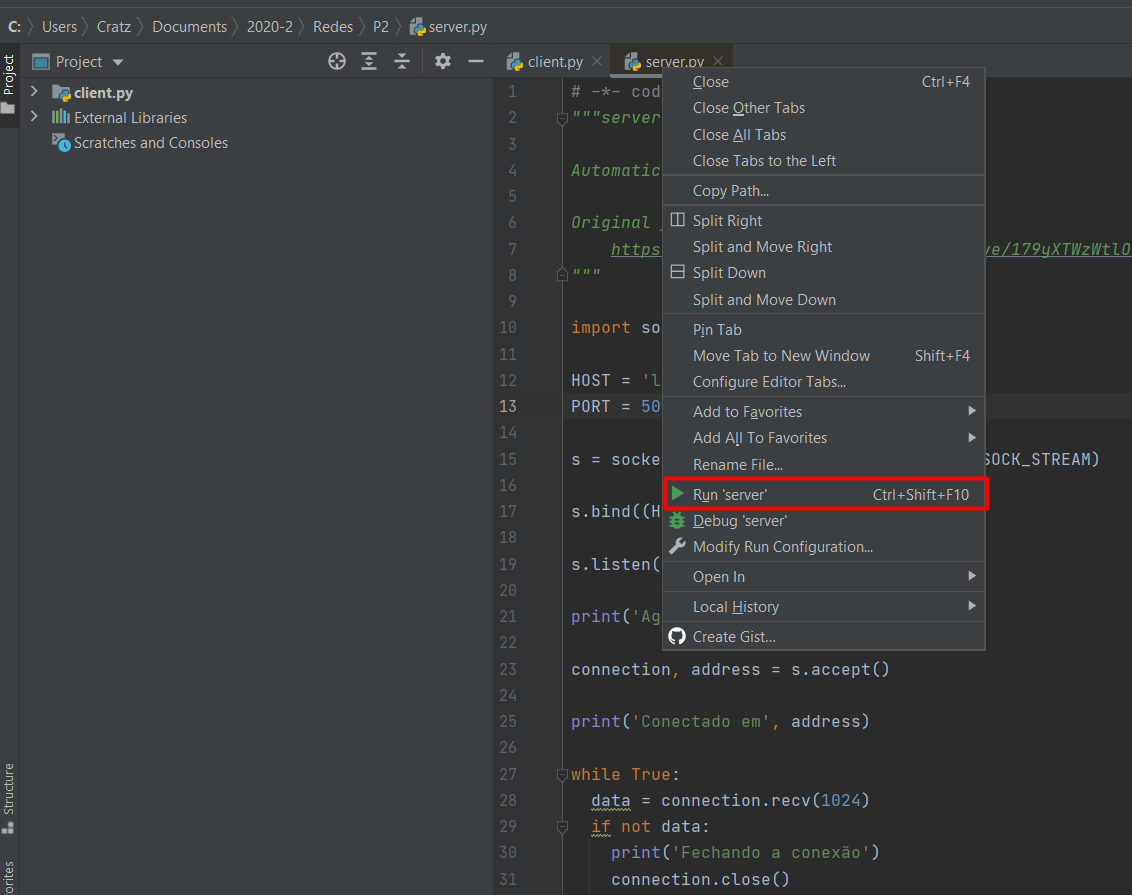 C: Users Cratz Documents 2020-2 Redes P2 server.py
Project
Project
client.py
External Libraries
Scratches and Consoles
Structure
client.py
server.py
1 # -*- cod
2 """server
3
4 Automatic
5
6 Original
7 https ve/179yXTWzWtlO
8 """
9
10 import so
11
12 HOST = 'l
13 PORT = 50
14
15 s = socke SOCK_STREAM)
16
17 s.bind((H
18
19 s.listen(
20
21 print('Ag
22
23 connection, address = s.accept()
24
25 print('Conectado em', address)
26
27 while True:
28 data = connection.recv(1024)
29 if not data:
30 print('Fechando a conexão')
31 connection.close()
Close Ctrl+F4
Close Other Tabs
Close All Tabs
Close Tabs to the Left
Copy Path...
Split Right
Split and Move Right
Split Down
Split and Move Down
Pin Tab
Move Tab to New Window Shift+F4
Configure Editor Tabs...
Add to Favorites
Add All To Favorites
Rename File...
Run 'server' Ctrl+Shift+F10
Debug 'server'
Modify Run Configuration...
Open In
Local History
Create Gist...